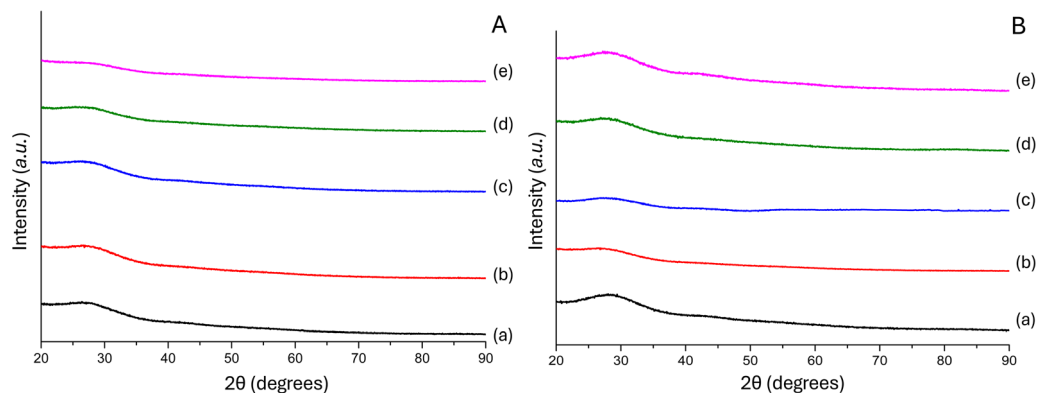 A
(e)
(d)
(c)
(b)
(a)
Intensity (a.u.)
20 30 40 50 60 70 80 90
2θ (degrees)
B
(e)
(d)
(c)
(b)
(a)
Intensity (a.u.)
20 30 40 50 60 70 80 90
2θ (degrees)